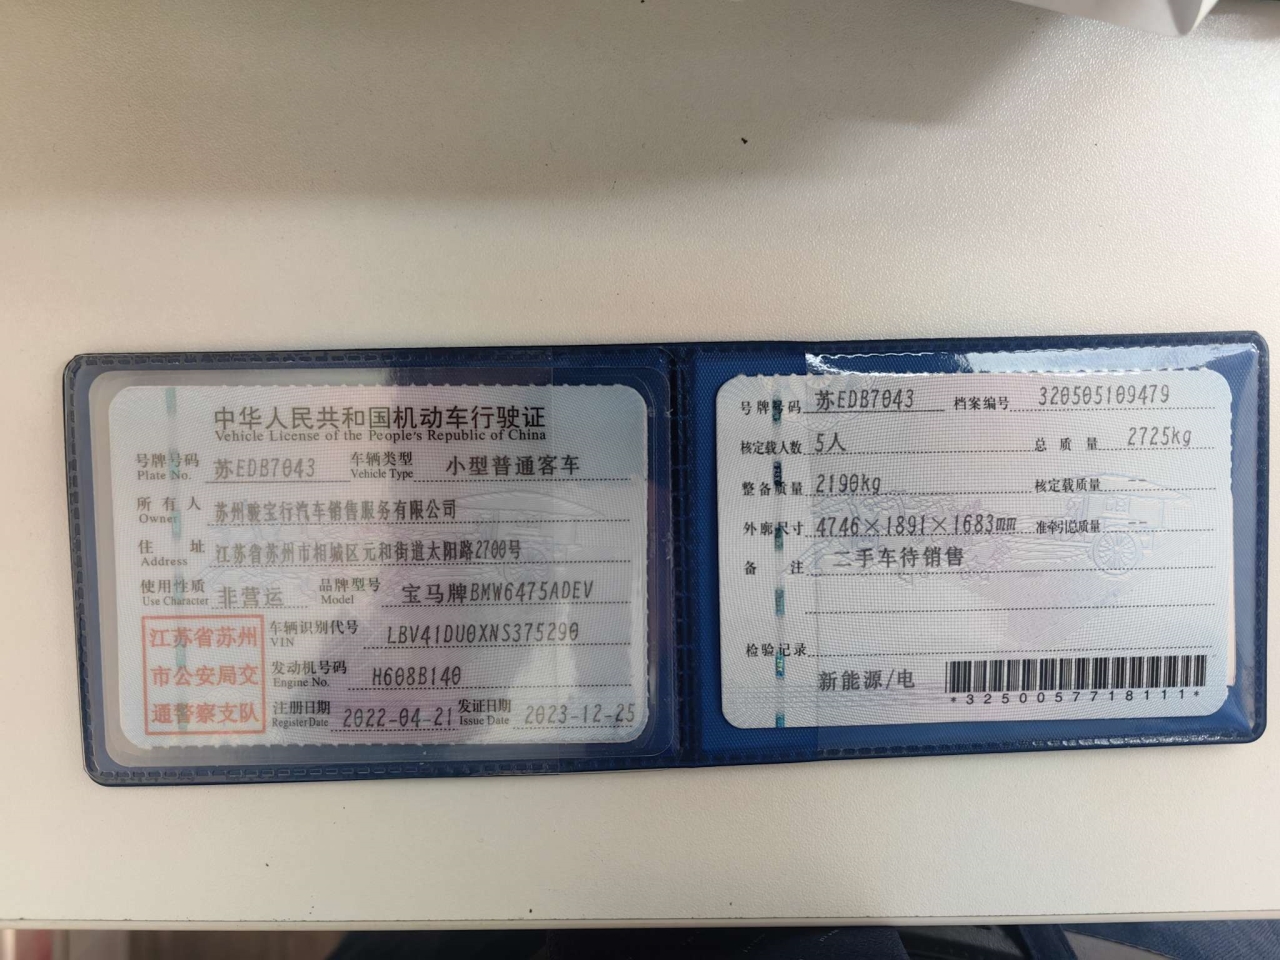 中华人民共和国机动车行驶证
Vehicle License of the People's Republic of China
号牌号码 Plate No. 苏EDB7043 车辆类型 Vehicle Type 小型普通客车
所有人 Owner 苏州骏宝行汽车销售服务有限公司
住址 Address 江苏省苏州市相城区元和街道太阳路2700号
使用性质 Use Character 非营运 品牌型号 Model 宝马牌BMW6475ADEV
江苏省苏州
市公安局交
通警察支队
车辆识别代号 VIN LBV41DU0XNS375290
发动机号码 Engine No. H608B140
注册日期 Register Date 2022-04-21 发证日期 Issue Date 2023-12-25
号牌号码 苏EDB7043 档案编号 320505109479
核定载人数 5人 总质量 2725kg
整备质量 2190kg 核定载质量 --
外廓尺寸 4746×1891×1683mm 准牵引总质量 --
备注 二手车待销售
检验记录
新能源/电
*3250057718111*